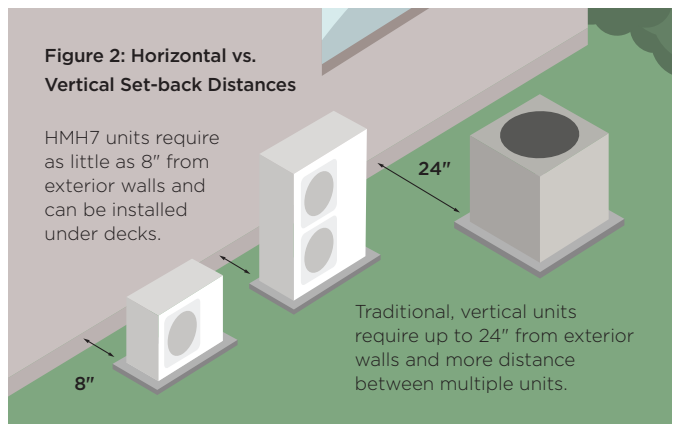 Figure 2: Horizontal vs.
Vertical Set-back Distances
HMH7 units require
as little as 8" from
exterior walls and
can be installed
under decks.
24"
8"
Traditional, vertical units
require up to 24" from exterior
walls and more distance
between multiple units.